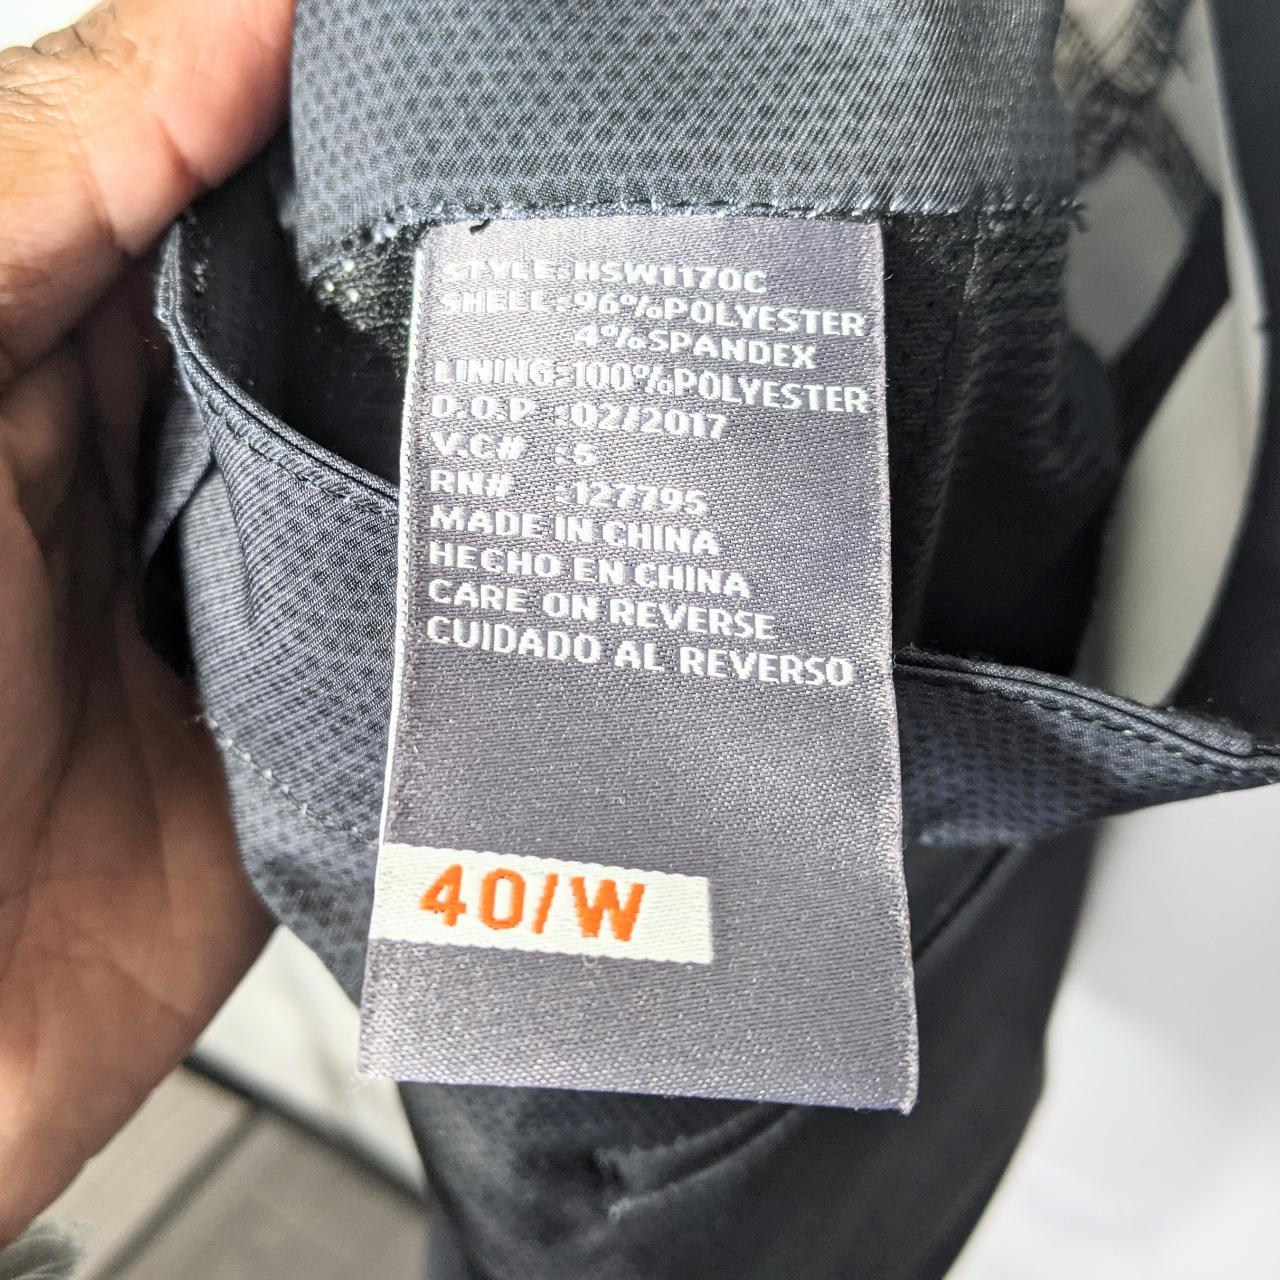 STYLE:HSW1170C
SHELL:96%POLYESTER
4%SPANDEX
LINING:100%POLYESTER
D.O.P :02/2017
V.C# :5
RN# :127795
MADE IN CHINA
HECHO EN CHINA
CARE ON REVERSE
CUIDADO AL REVERSO
40/W